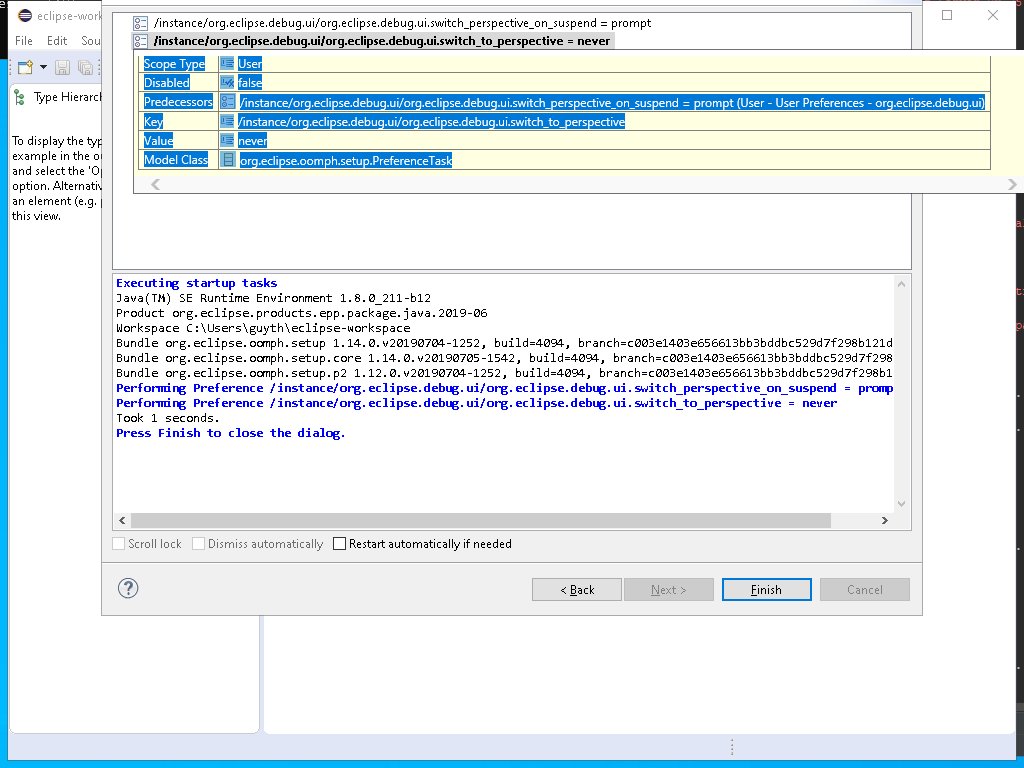 eclipse-work
File Edit Sou
Type Hierarch
To display the typ
example in the o
and select the 'Op
option. Alternativ
an element (e.g. p
this view.
/instance/org.eclipse.debug.ui/org.eclipse.debug.ui.switch_perspective_on_suspend = prompt
/instance/org.eclipse.debug.ui/org.eclipse.debug.ui.switch_to_perspective = never
Scope Type User
Disabled false
Predecessors /instance/org.eclipse.debug.ui/org.eclipse.debug.ui.switch_perspective_on_suspend = prompt (User - User Preferences - org.eclipse.debug.ui)
Key /instance/org.eclipse.debug.ui/org.eclipse.debug.ui.switch_to_perspective
Value never
Model Class org.eclipse.oomph.setup.PreferenceTask
Executing startup tasks
Java(TM) SE Runtime Environment 1.8.0_211-b12
Product org.eclipse.products.epp.package.java.2019-06
Workspace C:\Users\guyth\eclipse-workspace
Bundle org.eclipse.oomph.setup 1.14.0.v20190704-1252, build=4094, branch=c003e1403e656613bb3bddbc529d7f298b121d
Bundle org.eclipse.oomph.setup.core 1.14.0.v20190705-1542, build=4094, branch=c003e1403e656613bb3bddbc529d7f298
Bundle org.eclipse.oomph.setup.p2 1.12.0.v20190704-1252, build=4094, branch=c003e1403e656613bb3bddbc529d7f298b1
Performing Preference /instance/org.eclipse.debug.ui/org.eclipse.debug.ui.switch_perspective_on_suspend = promp
Performing Preference /instance/org.eclipse.debug.ui/org.eclipse.debug.ui.switch_to_perspective = never
Took 1 seconds.
Press Finish to close the dialog.
Scroll lock Dismiss automatically Restart automatically if needed
< Back Next > Finish Cancel